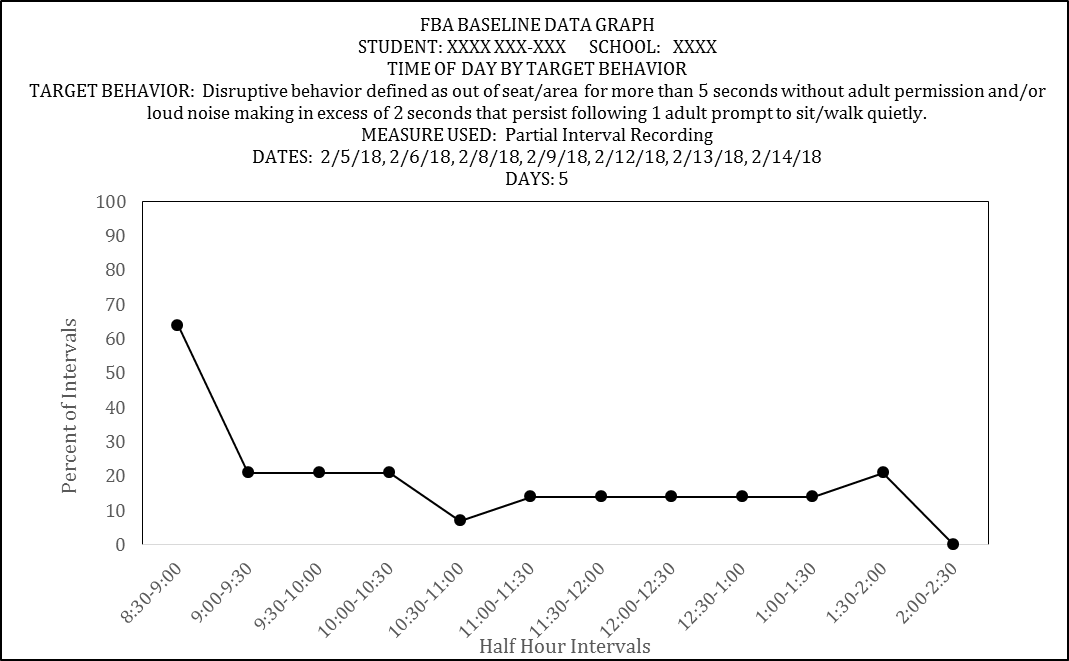 FBA BASELINE DATA GRAPH
STUDENT: XXXX XXX-XXX SCHOOL: XXXX
TIME OF DAY BY TARGET BEHAVIOR
TARGET BEHAVIOR: Disruptive behavior defined as out of seat/area for more than 5 seconds without adult permission and/or
loud noise making in excess of 2 seconds that persist following 1 adult prompt to sit/walk quietly.
MEASURE USED: Partial Interval Recording
DATES: 2/5/18, 2/6/18, 2/8/18, 2/9/18, 2/12/18, 2/13/18, 2/14/18
DAYS: 5
Percent of Intervals
100
90
80
70
60
50
40
30
20
10
0
8:30-9:00
9:00-9:30
9:30-10:00
10:00-10:30
10:30-11:00
11:00-11:30
11:30-12:00
12:00-12:30
12:30-1:00
1:00-1:30
1:30-2:00
2:00-2:30
Half Hour Intervals